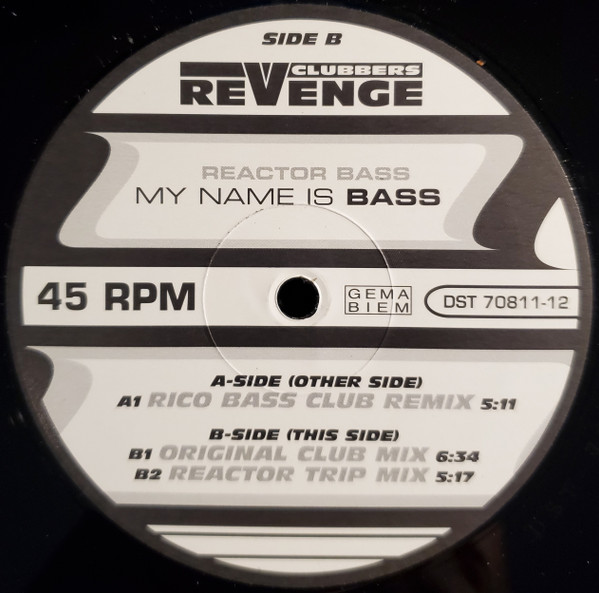 SIDE B
CLUBBERS
REVENGE
REACTOR BASS
MY NAME IS BASS
45 RPM
GEMA
BIEM
DST 70811-12
A-SIDE (OTHER SIDE)
A1 RICO BASS CLUB REMIX 5:11
B-SIDE (THIS SIDE)
B1 ORIGINAL CLUB MIX 6:34
B2 REACTOR TRIP MIX 5:17